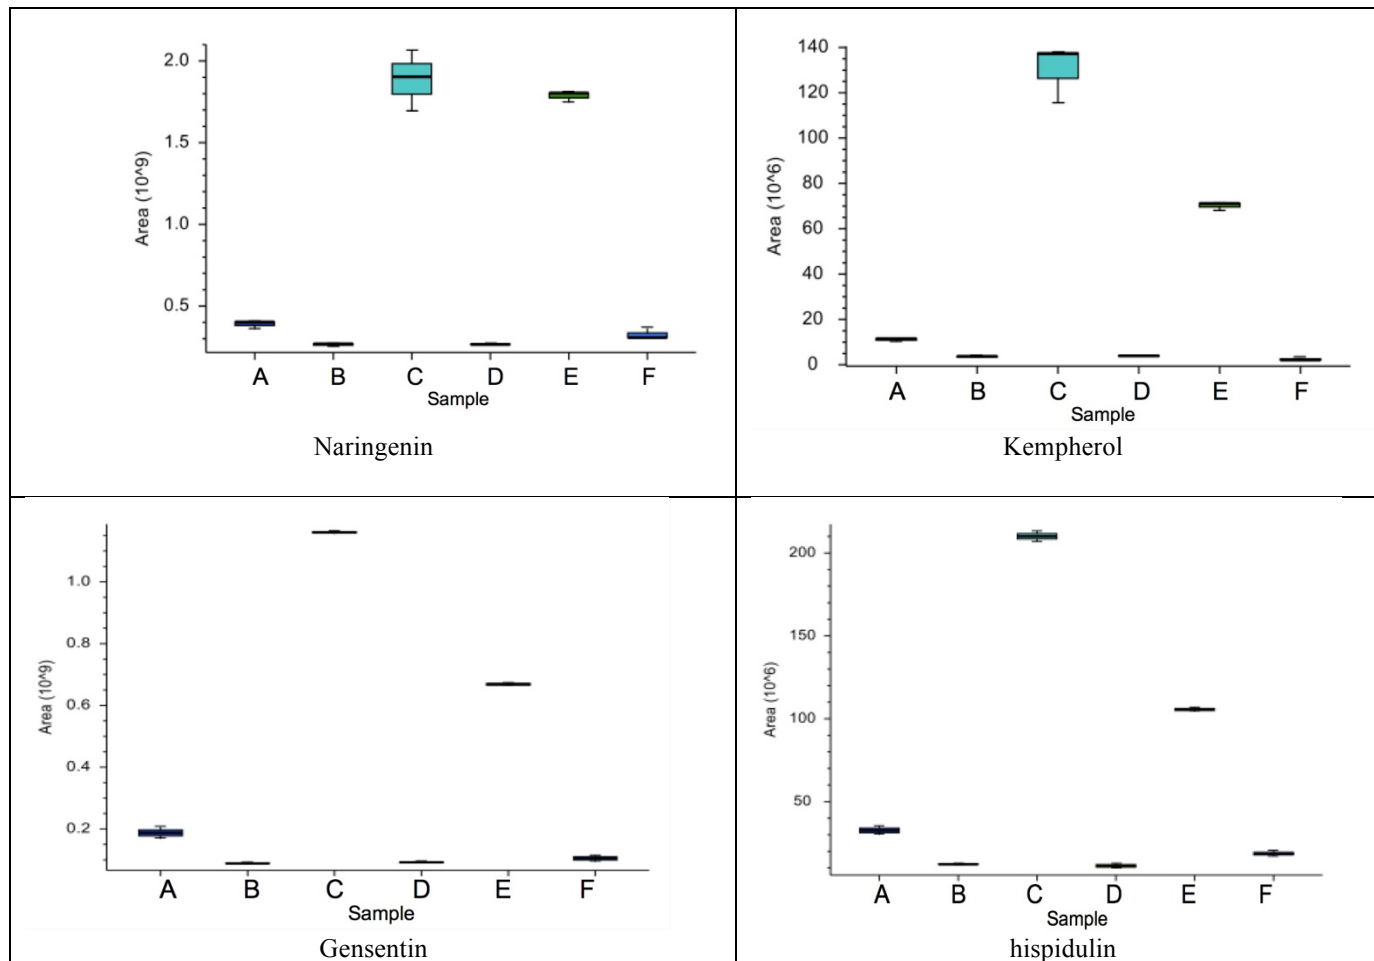 2.0
1.5
1.0
0.5
Area (10^9)
A B C D E F
Sample
Naringenin
140
120
100
80
60
40
20
0
Area (10^6)
A B C D E F
Sample
Kempherol
1.0
0.8
0.6
0.4
0.2
Area (10^9)
A B C D E F
Sample
Gensentin
200
150
100
50
Area (10^6)
A B C D E F
Sample
hispidulin